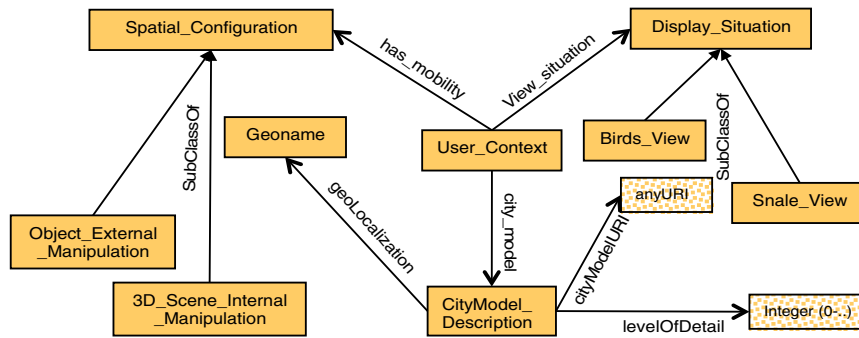 Spatial_Configuration
Display_Situation
has_mobility
View_situation
SubClassOf
Geoname
User_Context
Birds_View
SubClassOf
anyURI
Snale_View
geoLocalization
city_model
cityModelURI
Object_External
_Manipulation
3D_Scene_Internal
_Manipulation
CityModel_
Description
levelOfDetail
Integer (0-..)